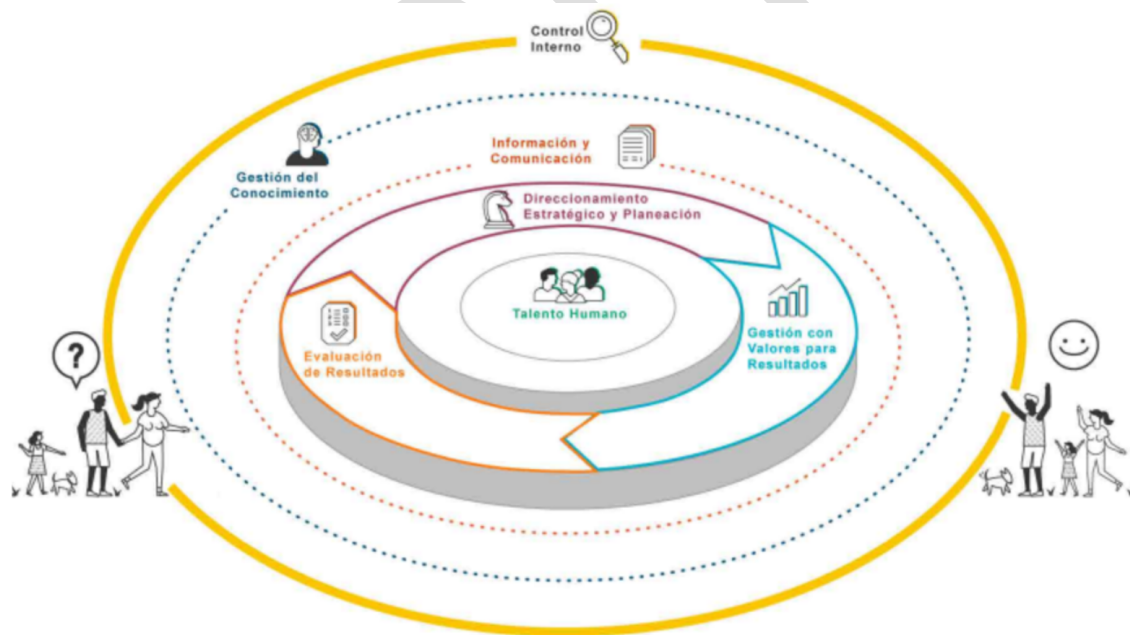 Control
Interno
Gestión del
Conocimiento
Información y
Comunicación
Direccionamiento
Estratégico y Planeación
Talento Humano
Gestión con
Valores para
Resultados
Evaluación
de Resultados
?